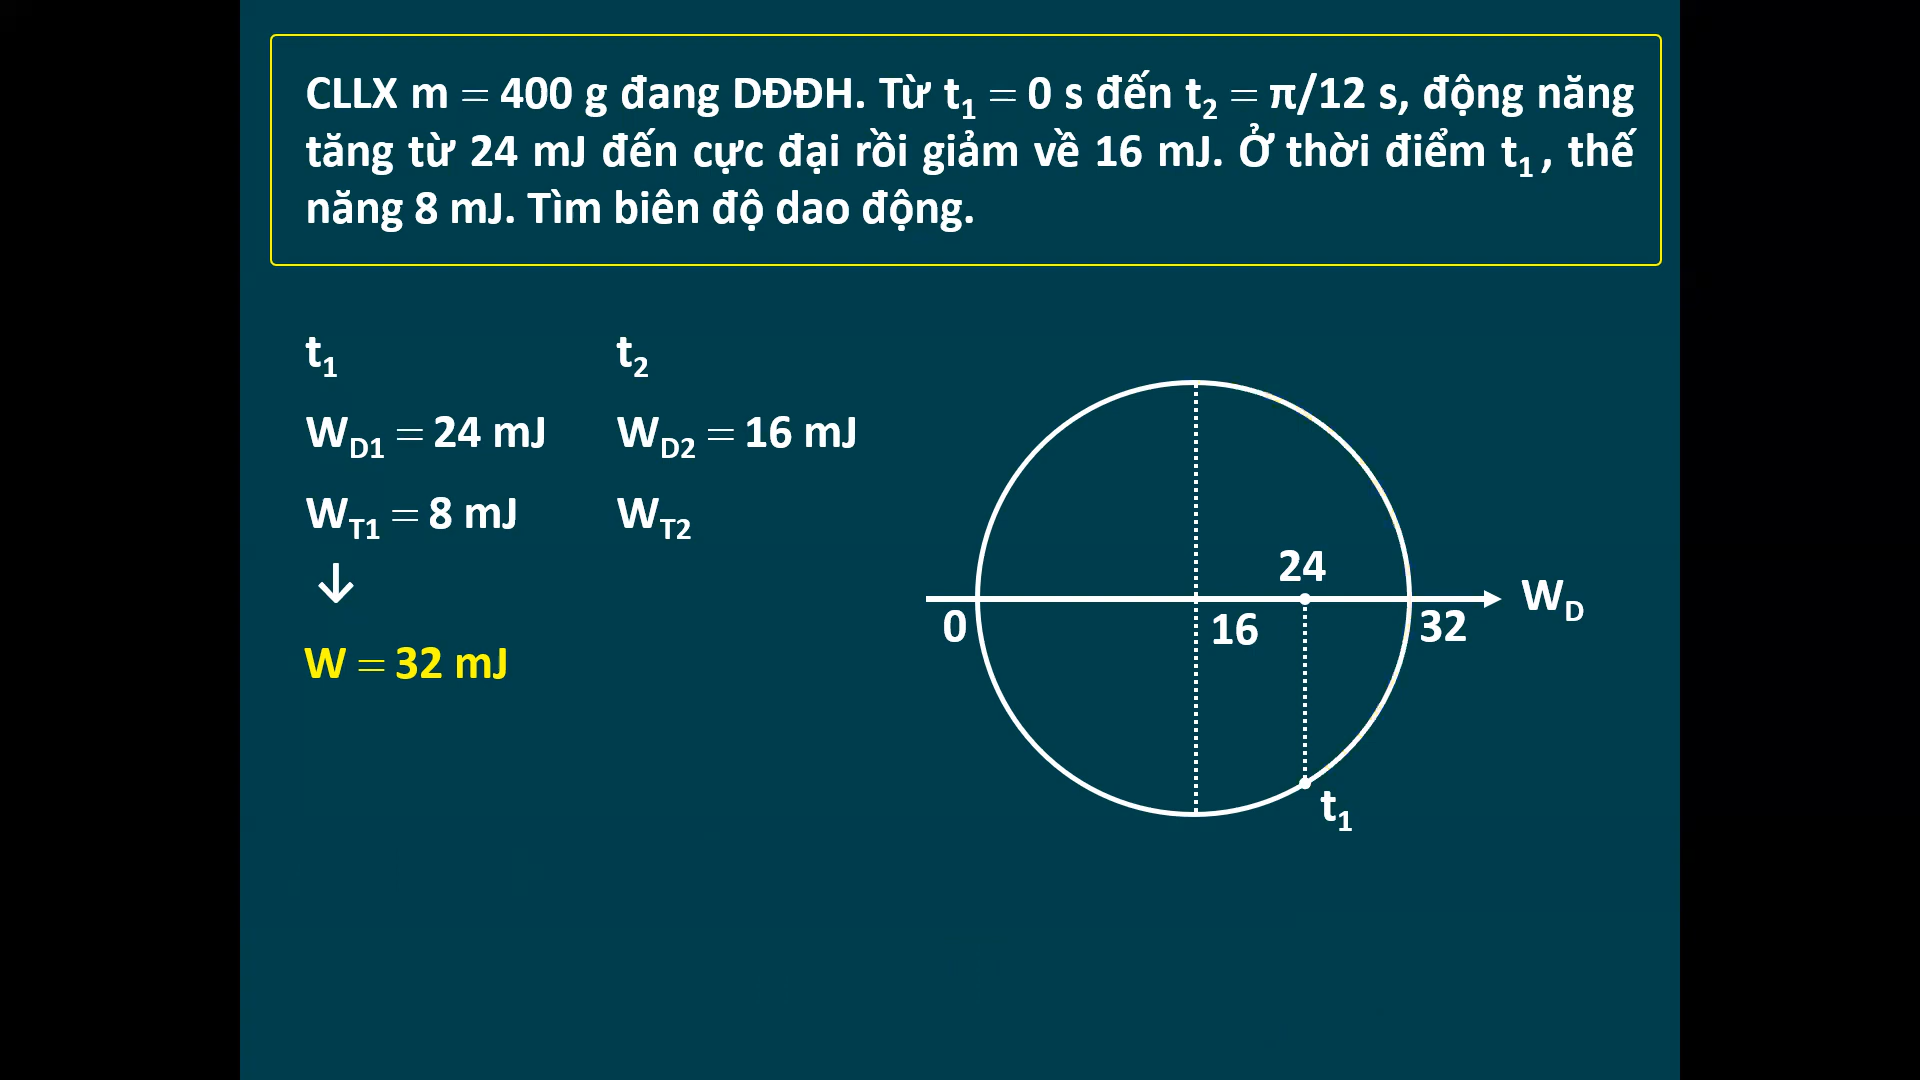 CLLX m = 400 g đang DĐĐH. Từ t₁ = 0 s đến t₂ = π/12 s, động năng
tăng từ 24 mJ đến cực đại rồi giảm về 16 mJ. Ở thời điểm t₁ , thế
năng 8 mJ. Tìm biên độ dao động.
t₁ t₂
W_D1 = 24 mJ W_D2 = 16 mJ
W_T1 = 8 mJ W_T2
↓
W = 32 mJ
24
W_D
0 16 32
t₁